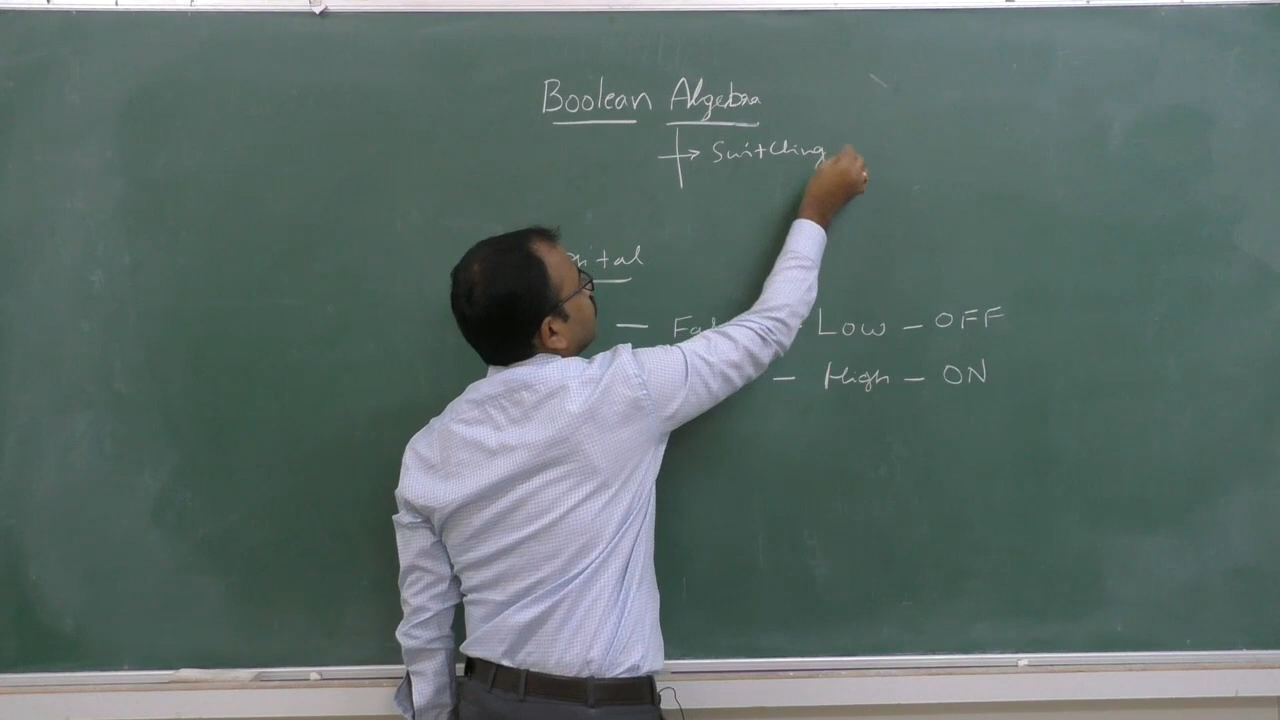 Boolean Algebra
→ Switching
— — Low — OFF
— High — ON